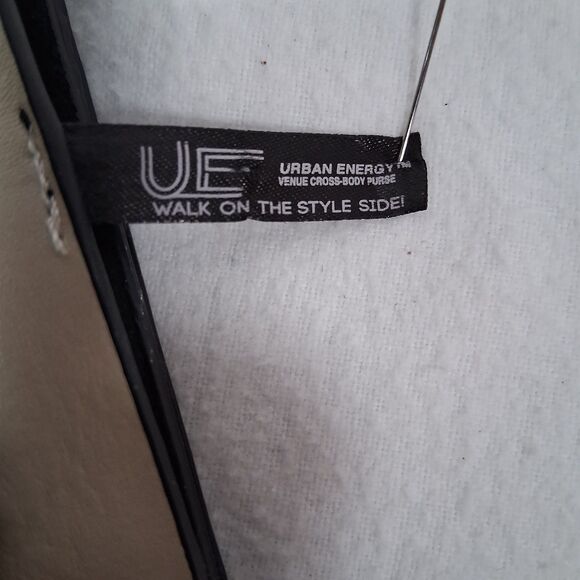 UE
URBAN ENERGY™
VENUE CROSS-BODY PURSE
WALK ON THE STYLE SIDE!